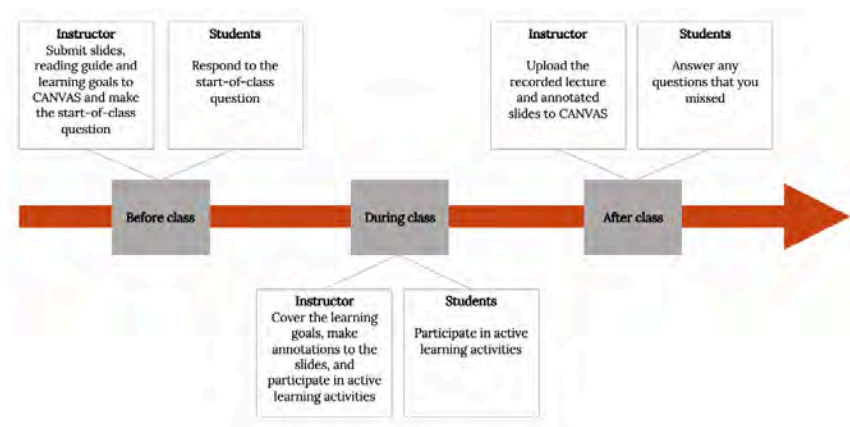 Instructor
Submit slides,
reading guide and
learning goals to
CANVAS and make
the start-of-class
question
Students
Respond to the
start-of-class
question
Instructor
Upload the
recorded lecture
and annotated
slides to CANVAS
Students
Answer any
questions that you
missed
Before class
During class
After class
Instructor
Cover the learning
goals, make
annotations to the
slides, and
participate in active
learning activities
Students
Participate in active
learning activities